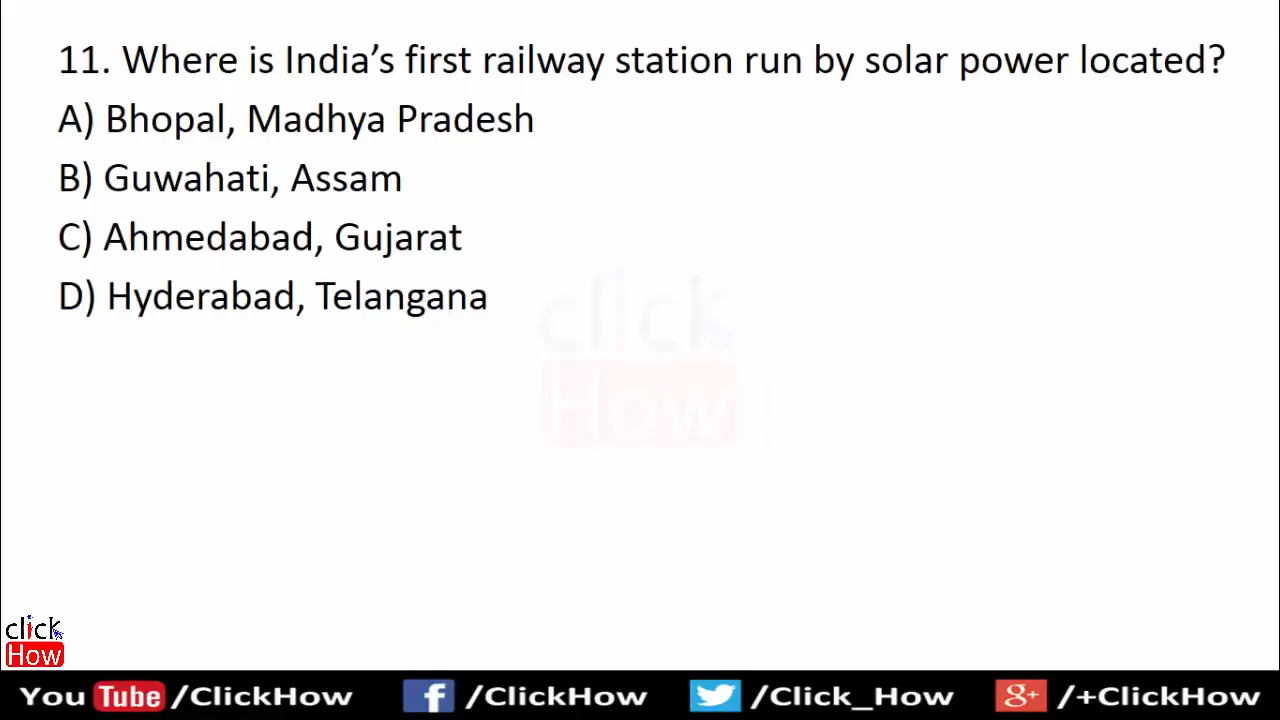 11. Where is India’s first railway station run by solar power located?
A) Bhopal, Madhya Pradesh
B) Guwahati, Assam
C) Ahmedabad, Gujarat
D) Hyderabad, Telangana
click
How
click
How
You Tube /ClickHow f /ClickHow /Click_How g+ /+ClickHow